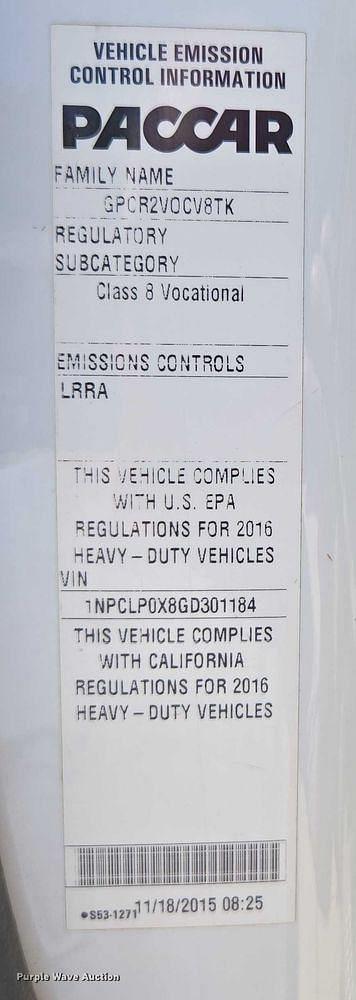 VEHICLE EMISSION
CONTROL INFORMATION
PACCAR
FAMILY NAME
GPCR2VOCV8TK
REGULATORY
SUBCATEGORY
Class 8 Vocational
EMISSIONS CONTROLS
LRRA
THIS VEHICLE COMPLIES
WITH U.S. EPA
REGULATIONS FOR 2016
HEAVY – DUTY VEHICLES
VIN
1NPCLP0X8GD301184
THIS VEHICLE COMPLIES
WITH CALIFORNIA
REGULATIONS FOR 2016
HEAVY – DUTY VEHICLES
● S53-1271 11/18/2015 08:25
Purple Wave Auction